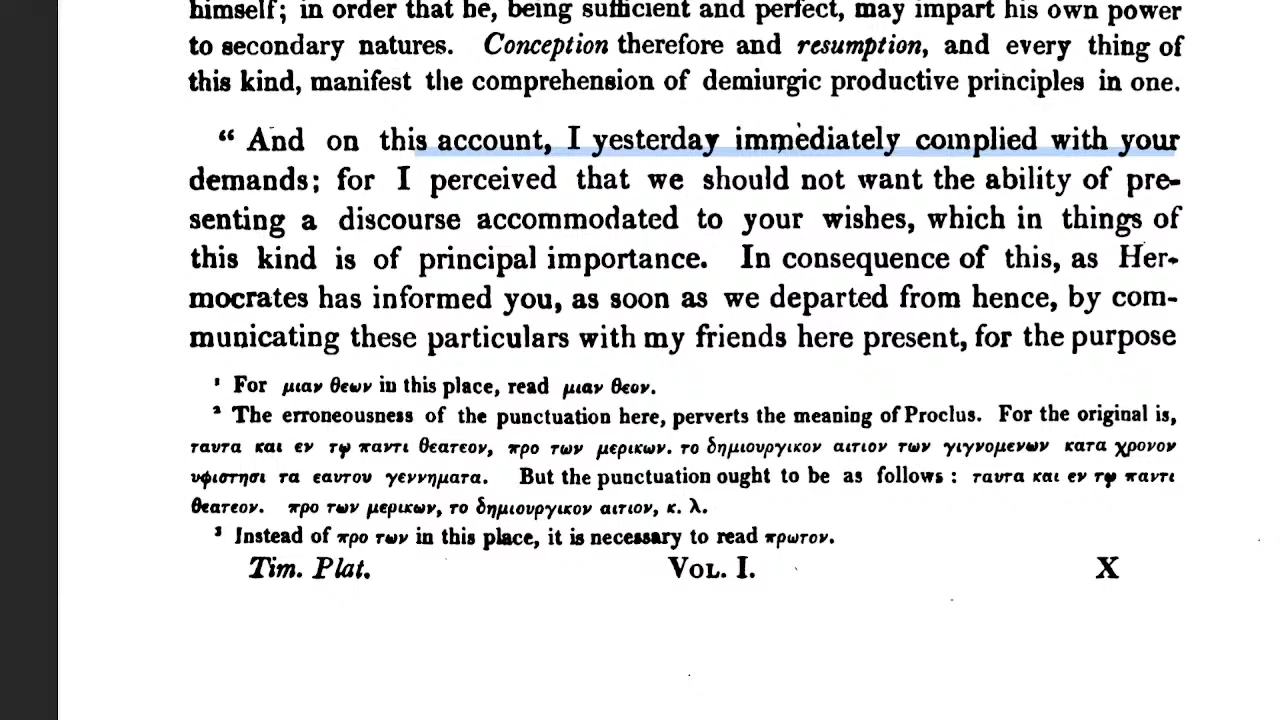 himself; in order that he, being sufficient and perfect, may impart his own power
to secondary natures. Conception therefore and resumption, and every thing of
this kind, manifest the comprehension of demiurgic productive principles in one.
“ And on this account, I yesterday immediately complied with your
demands; for I perceived that we should not want the ability of pre-
senting a discourse accommodated to your wishes, which in things of
this kind is of principal importance. In consequence of this, as Her-
mocrates has informed you, as soon as we departed from hence, by com-
municating these particulars with my friends here present, for the purpose
¹ For μιαν θεων in this place, read μιαν θεον.
² The erroneousness of the punctuation here, perverts the meaning of Proclus. For the original is,
ταυτα και εν τῳ παντι θεατεον, προ των μερικων. το δημιουργικον αιτιον των γιγνομενων κατα χρονον
υφιστησι τα εαυτου γεννηματα. But the punctuation ought to be as follows : ταυτα και εν τῳ παντι
θεατεον. προ των μερικων, το δημιουργικον αιτιον, κ. λ.
³ Instead of προ των in this place, it is necessary to read πρωτον.
Tim. Plat. VOL. I. X